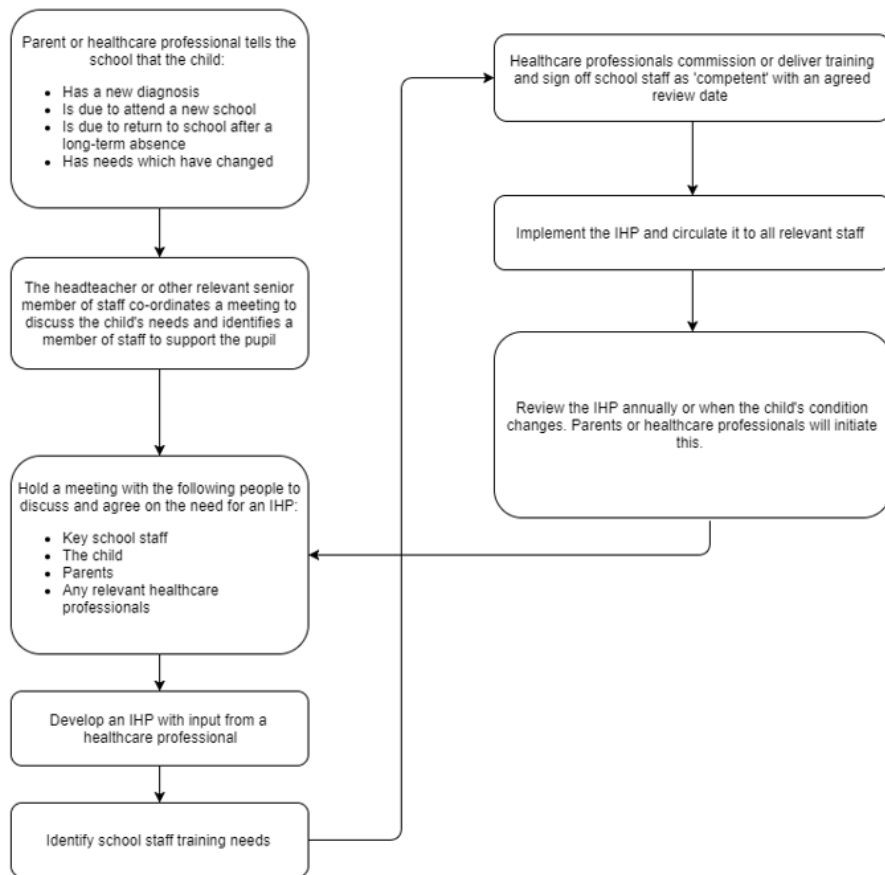 Parent or healthcare professional tells the
school that the child:
• Has a new diagnosis
• Is due to attend a new school
• Is due to return to school after a
long-term absence
• Has needs which have changed
The headteacher or other relevant senior
member of staff co-ordinates a meeting to
discuss the child's needs and identifies a
member of staff to support the pupil
Hold a meeting with the following people to
discuss and agree on the need for an IHP:
• Key school staff
• The child
• Parents
• Any relevant healthcare
professionals
Develop an IHP with input from a
healthcare professional
Identify school staff training needs
Healthcare professionals commission or deliver training
and sign off school staff as 'competent' with an agreed
review date
Implement the IHP and circulate it to all relevant staff
Review the IHP annually or when the child's condition
changes. Parents or healthcare professionals will initiate
this.